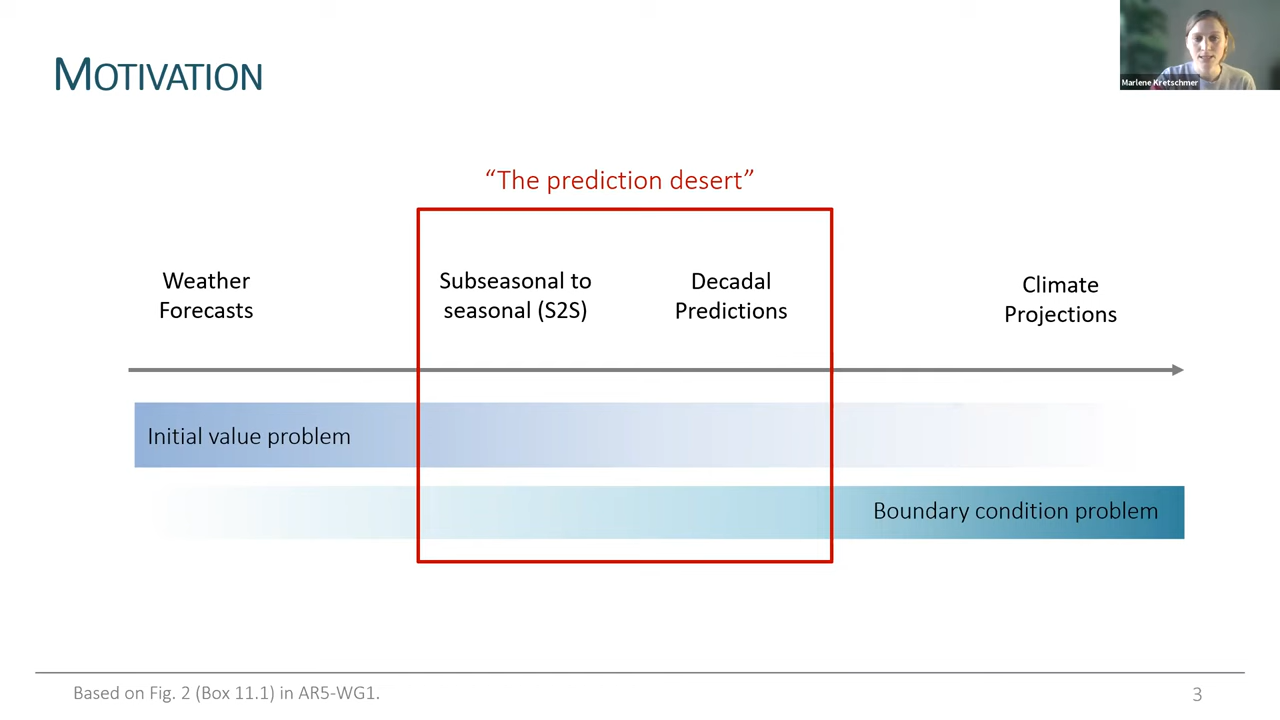 MOTIVATION
Marlene Kretschmer
“The prediction desert”
Weather
Forecasts
Subseasonal to
seasonal (S2S)
Decadal
Predictions
Climate
Projections
Initial value problem
Boundary condition problem
Based on Fig. 2 (Box 11.1) in AR5-WG1.
3